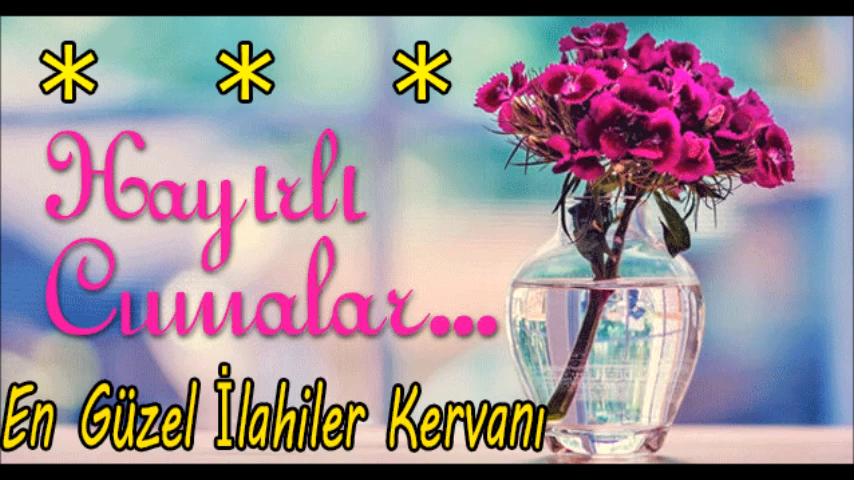 * * *
Hayırlı
Cumalar...
En Güzel İlahiler Kervanı